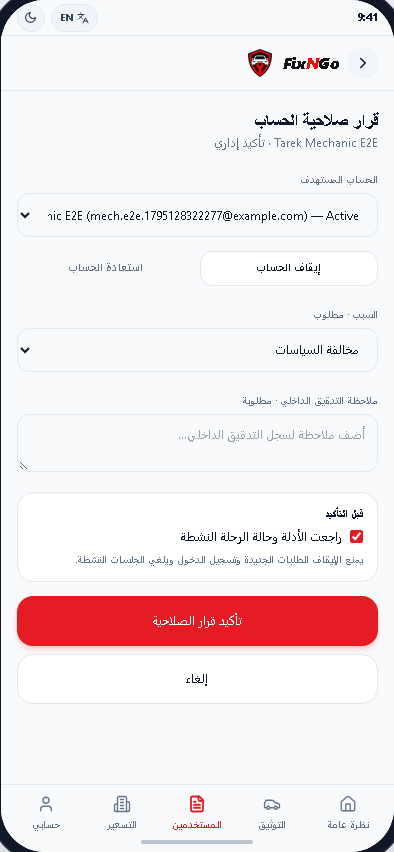 9:41
EN
FixNGo
قرار صلاحية الحساب
Tarek Mechanic E2E · تأكيد إداري
الحساب المستهدف
nic E2E (mech.e2e.1795128322277@example.com) — Active
إيقاف الحساب
استعادة الحساب
السبب · مطلوب
مخالفة السياسات
ملاحظة التدقيق الداخلي · مطلوبة
أضف ملاحظة لسجل التدقيق الداخلي...
قبل التأكيد
راجعت الأدلة وحالة الرحلة النشطة
يمنع الإيقاف الطلبات الجديدة وتسجيل الدخول ويلغي الجلسات النشطة.
تأكيد قرار الصلاحية
إلغاء
نظرة عامة
التوثيق
المستخدمين
التسعير
حسابي